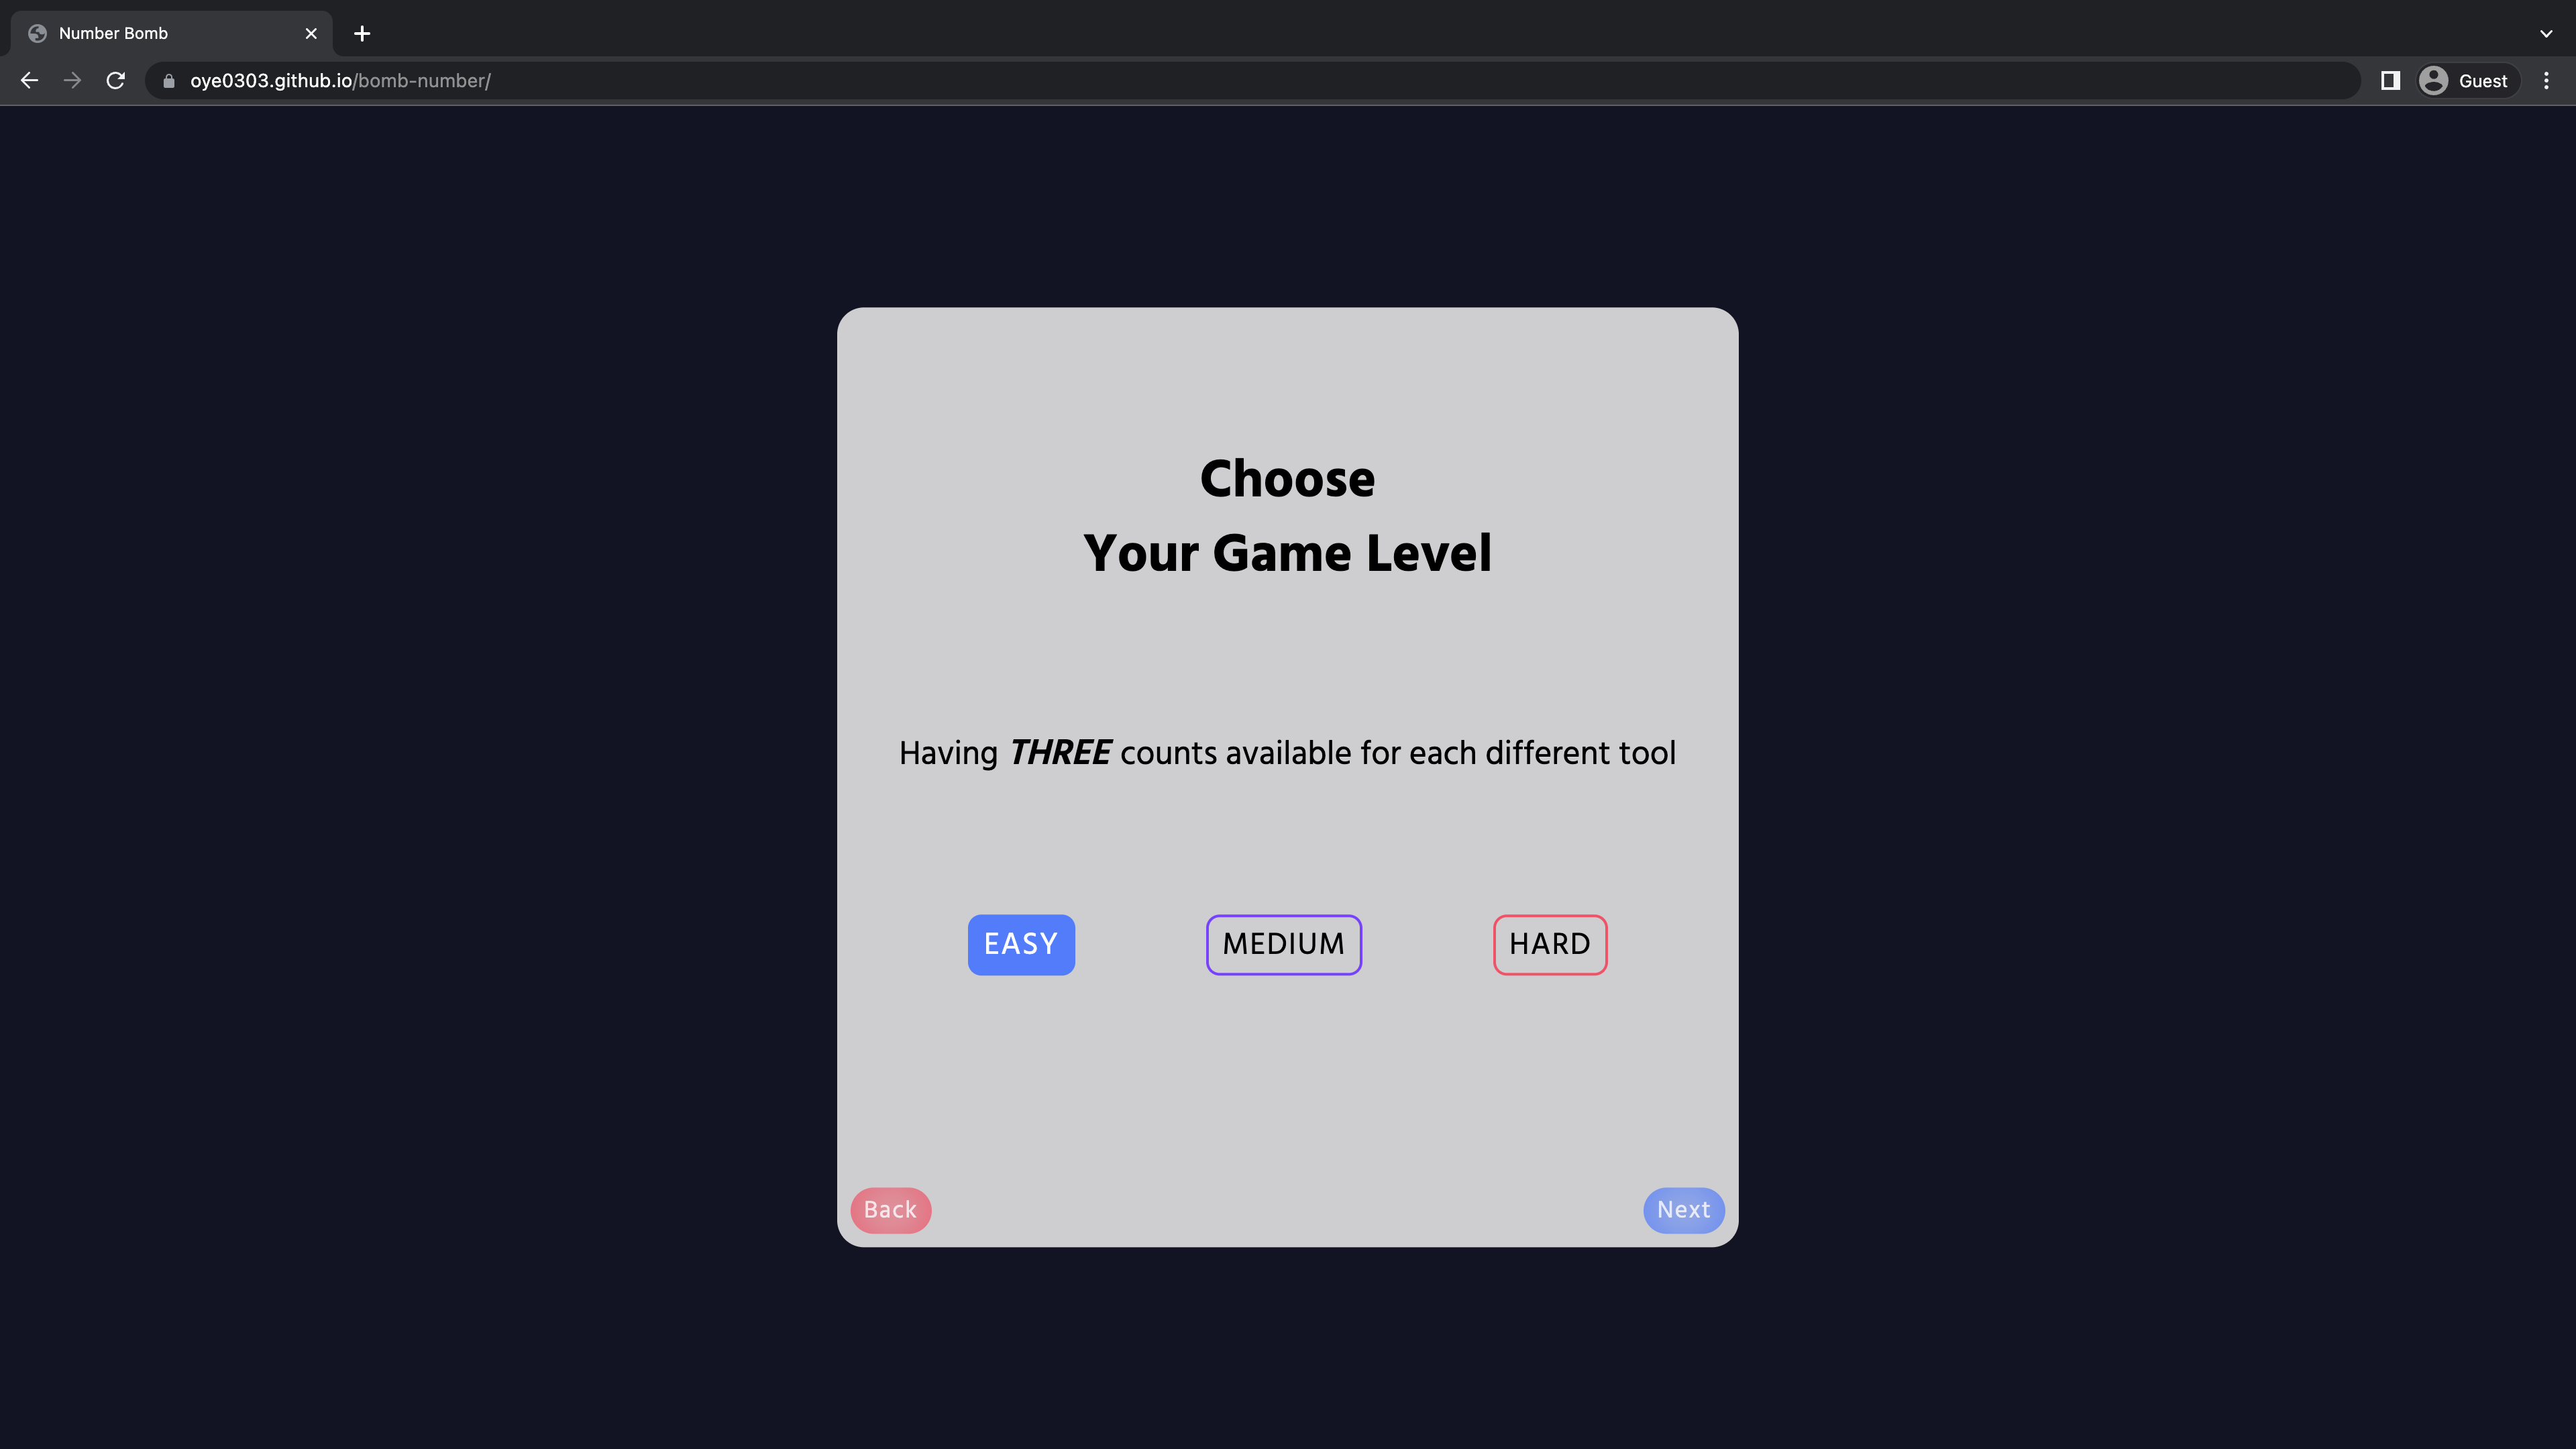 Number Bomb
oye0303.github.io/bomb-number/
Guest
Choose
Your Game Level
Having THREE counts available for each different tool
EASY MEDIUM HARD
Back Next